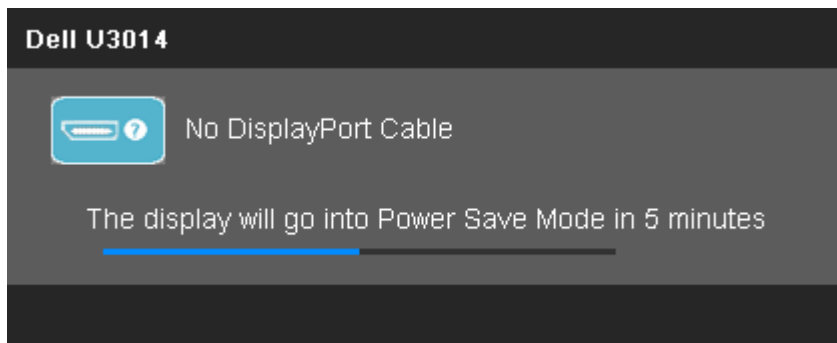 Dell U3014
?
No DisplayPort Cable
The display will go into Power Save Mode in 5 minutes